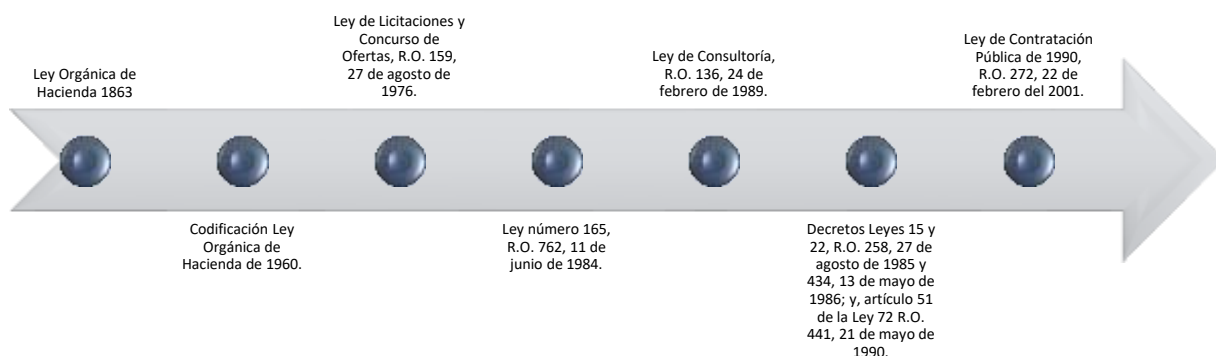 Ley Orgánica de
Hacienda 1863
Codificación Ley
Orgánica de
Hacienda de 1960.
Ley de Licitaciones y
Concurso de
Ofertas, R.O. 159,
27 de agosto de
1976.
Ley número 165,
R.O. 762, 11 de
junio de 1984.
Ley de Consultoría,
R.O. 136, 24 de
febrero de 1989.
Decretos Leyes 15 y
22, R.O. 258, 27 de
agosto de 1985 y
434, 13 de mayo de
1986; y, artículo 51
de la Ley 72 R.O.
441, 21 de mayo de
1990.
Ley de Contratación
Pública de 1990,
R.O. 272, 22 de
febrero del 2001.